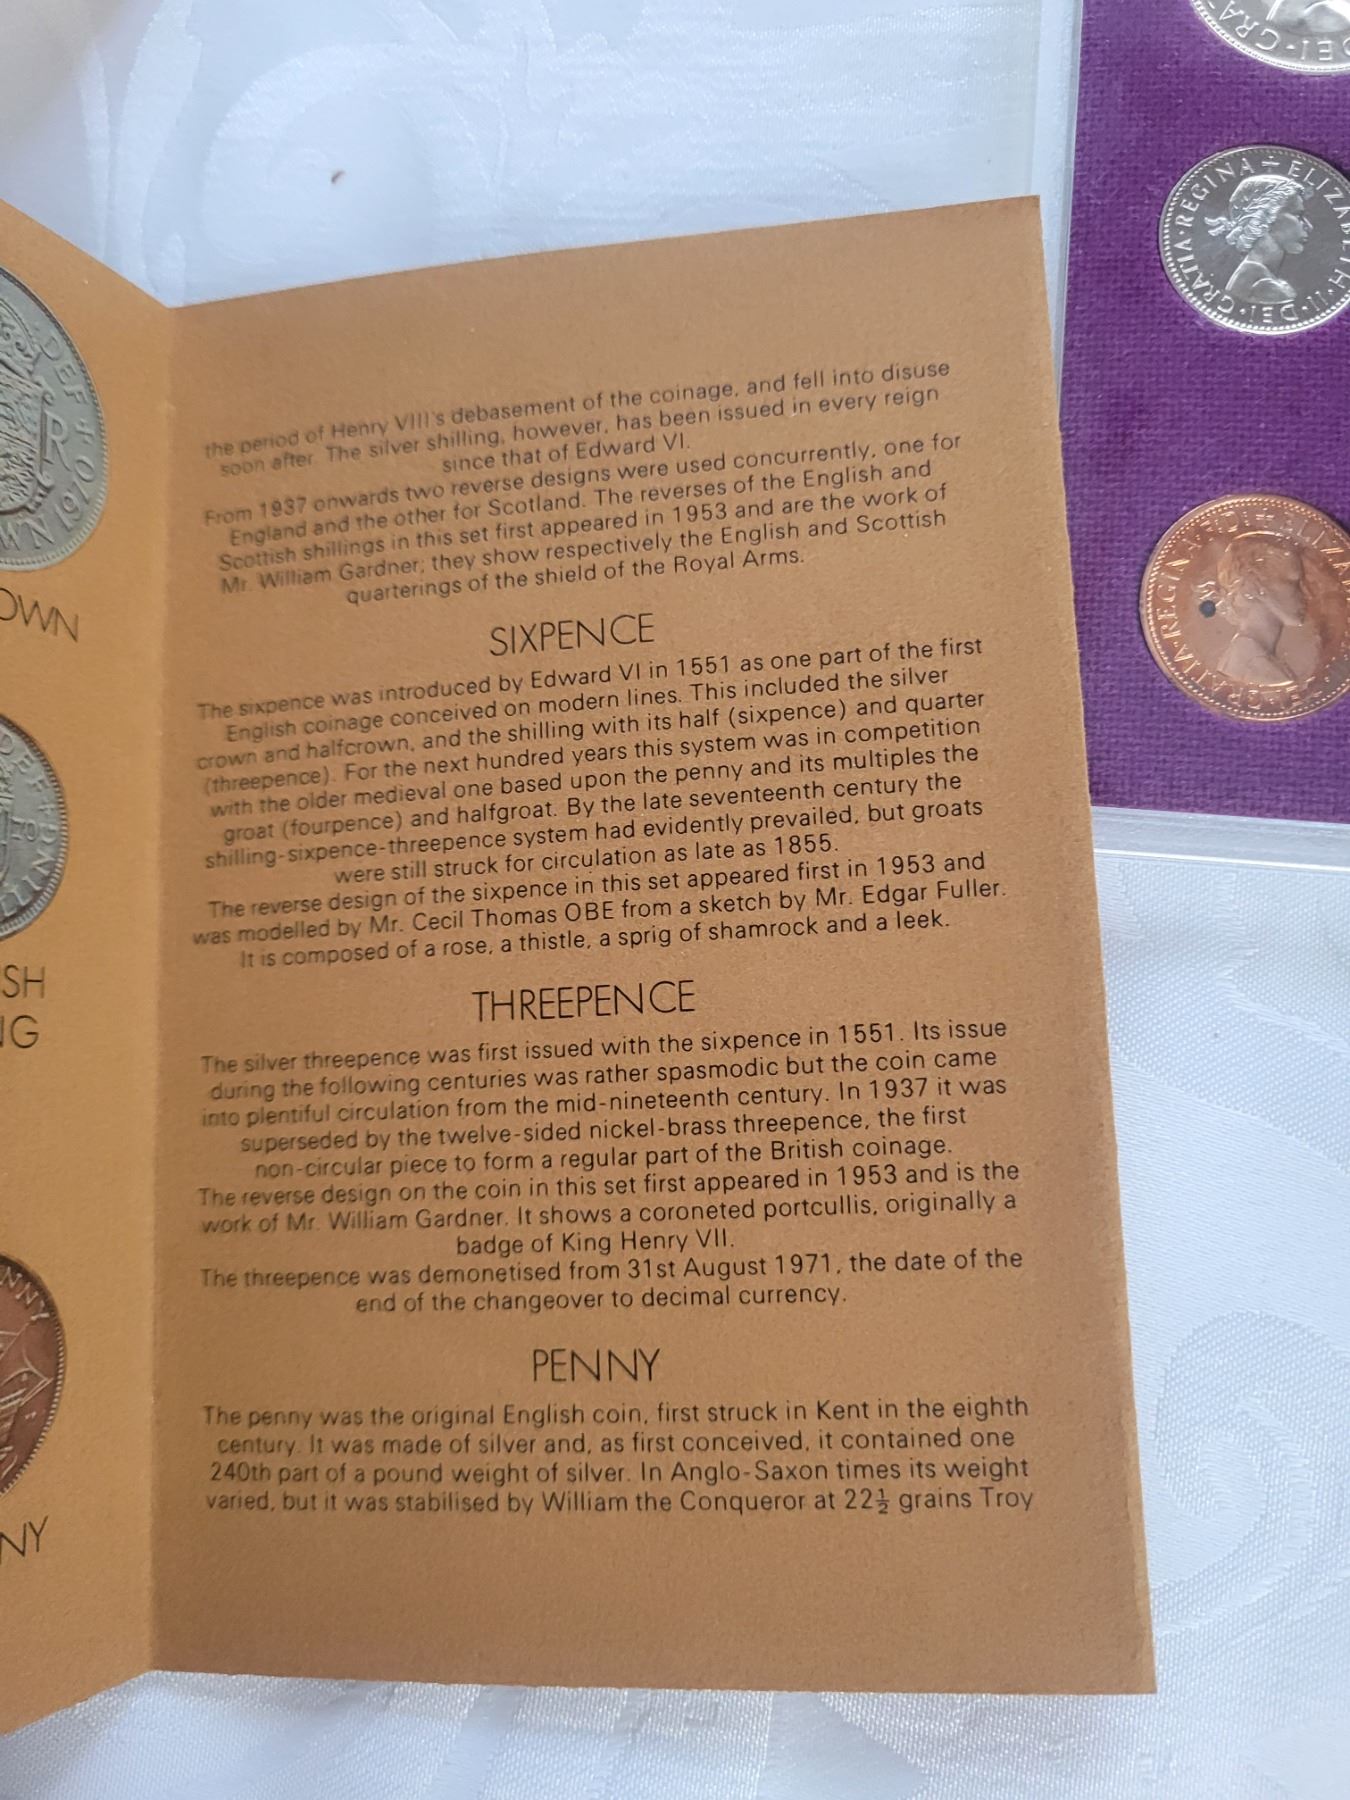 the period of Henry VIII's debasement of the coinage, and fell into disuse
soon after. The silver shilling, however, has been issued in every reign
since that of Edward VI.
From 1937 onwards two reverse designs were used concurrently, one for
England and the other for Scotland. The reverses of the English and
Scottish shillings in this set first appeared in 1953 and are the work of
Mr. William Gardner; they show respectively the English and Scottish
quarterings of the shield of the Royal Arms.
SIXPENCE
The sixpence was introduced by Edward VI in 1551 as one part of the first
English coinage conceived on modern lines. This included the silver
crown and halfcrown, and the shilling with its half (sixpence) and quarter
(threepence). For the next hundred years this system was in competition
with the older medieval one based upon the penny and its multiples the
groat (fourpence) and halfgroat. By the late seventeenth century the
shilling-sixpence-threepence system had evidently prevailed, but groats
were still struck for circulation as late as 1855.
The reverse design of the sixpence in this set appeared first in 1953 and
was modelled by Mr. Cecil Thomas OBE from a sketch by Mr. Edgar Fuller.
It is composed of a rose, a thistle, a sprig of shamrock and a leek.
THREEPENCE
The silver threepence was first issued with the sixpence in 1551. Its issue
during the following centuries was rather spasmodic but the coin came
into plentiful circulation from the mid-nineteenth century. In 1937 it was
superseded by the twelve-sided nickel-brass threepence, the first
non-circular piece to form a regular part of the British coinage.
The reverse design on the coin in this set first appeared in 1953 and is the
work of Mr. William Gardner. It shows a coroneted portcullis, originally a
badge of King Henry VII.
The threepence was demonetised from 31st August 1971, the date of the
end of the changeover to decimal currency.
PENNY
The penny was the original English coin, first struck in Kent in the eighth
century. It was made of silver and, as first conceived, it contained one
240th part of a pound weight of silver. In Anglo-Saxon times its weight
varied, but it was stabilised by William the Conqueror at 22½ grains Troy
DEF
WN 1970
OWN
SH
NG
NNY
NY
DEI·GRA
GRATIA·REGINA+ELIZABETH·II·DEI
GRATIA·REGINA